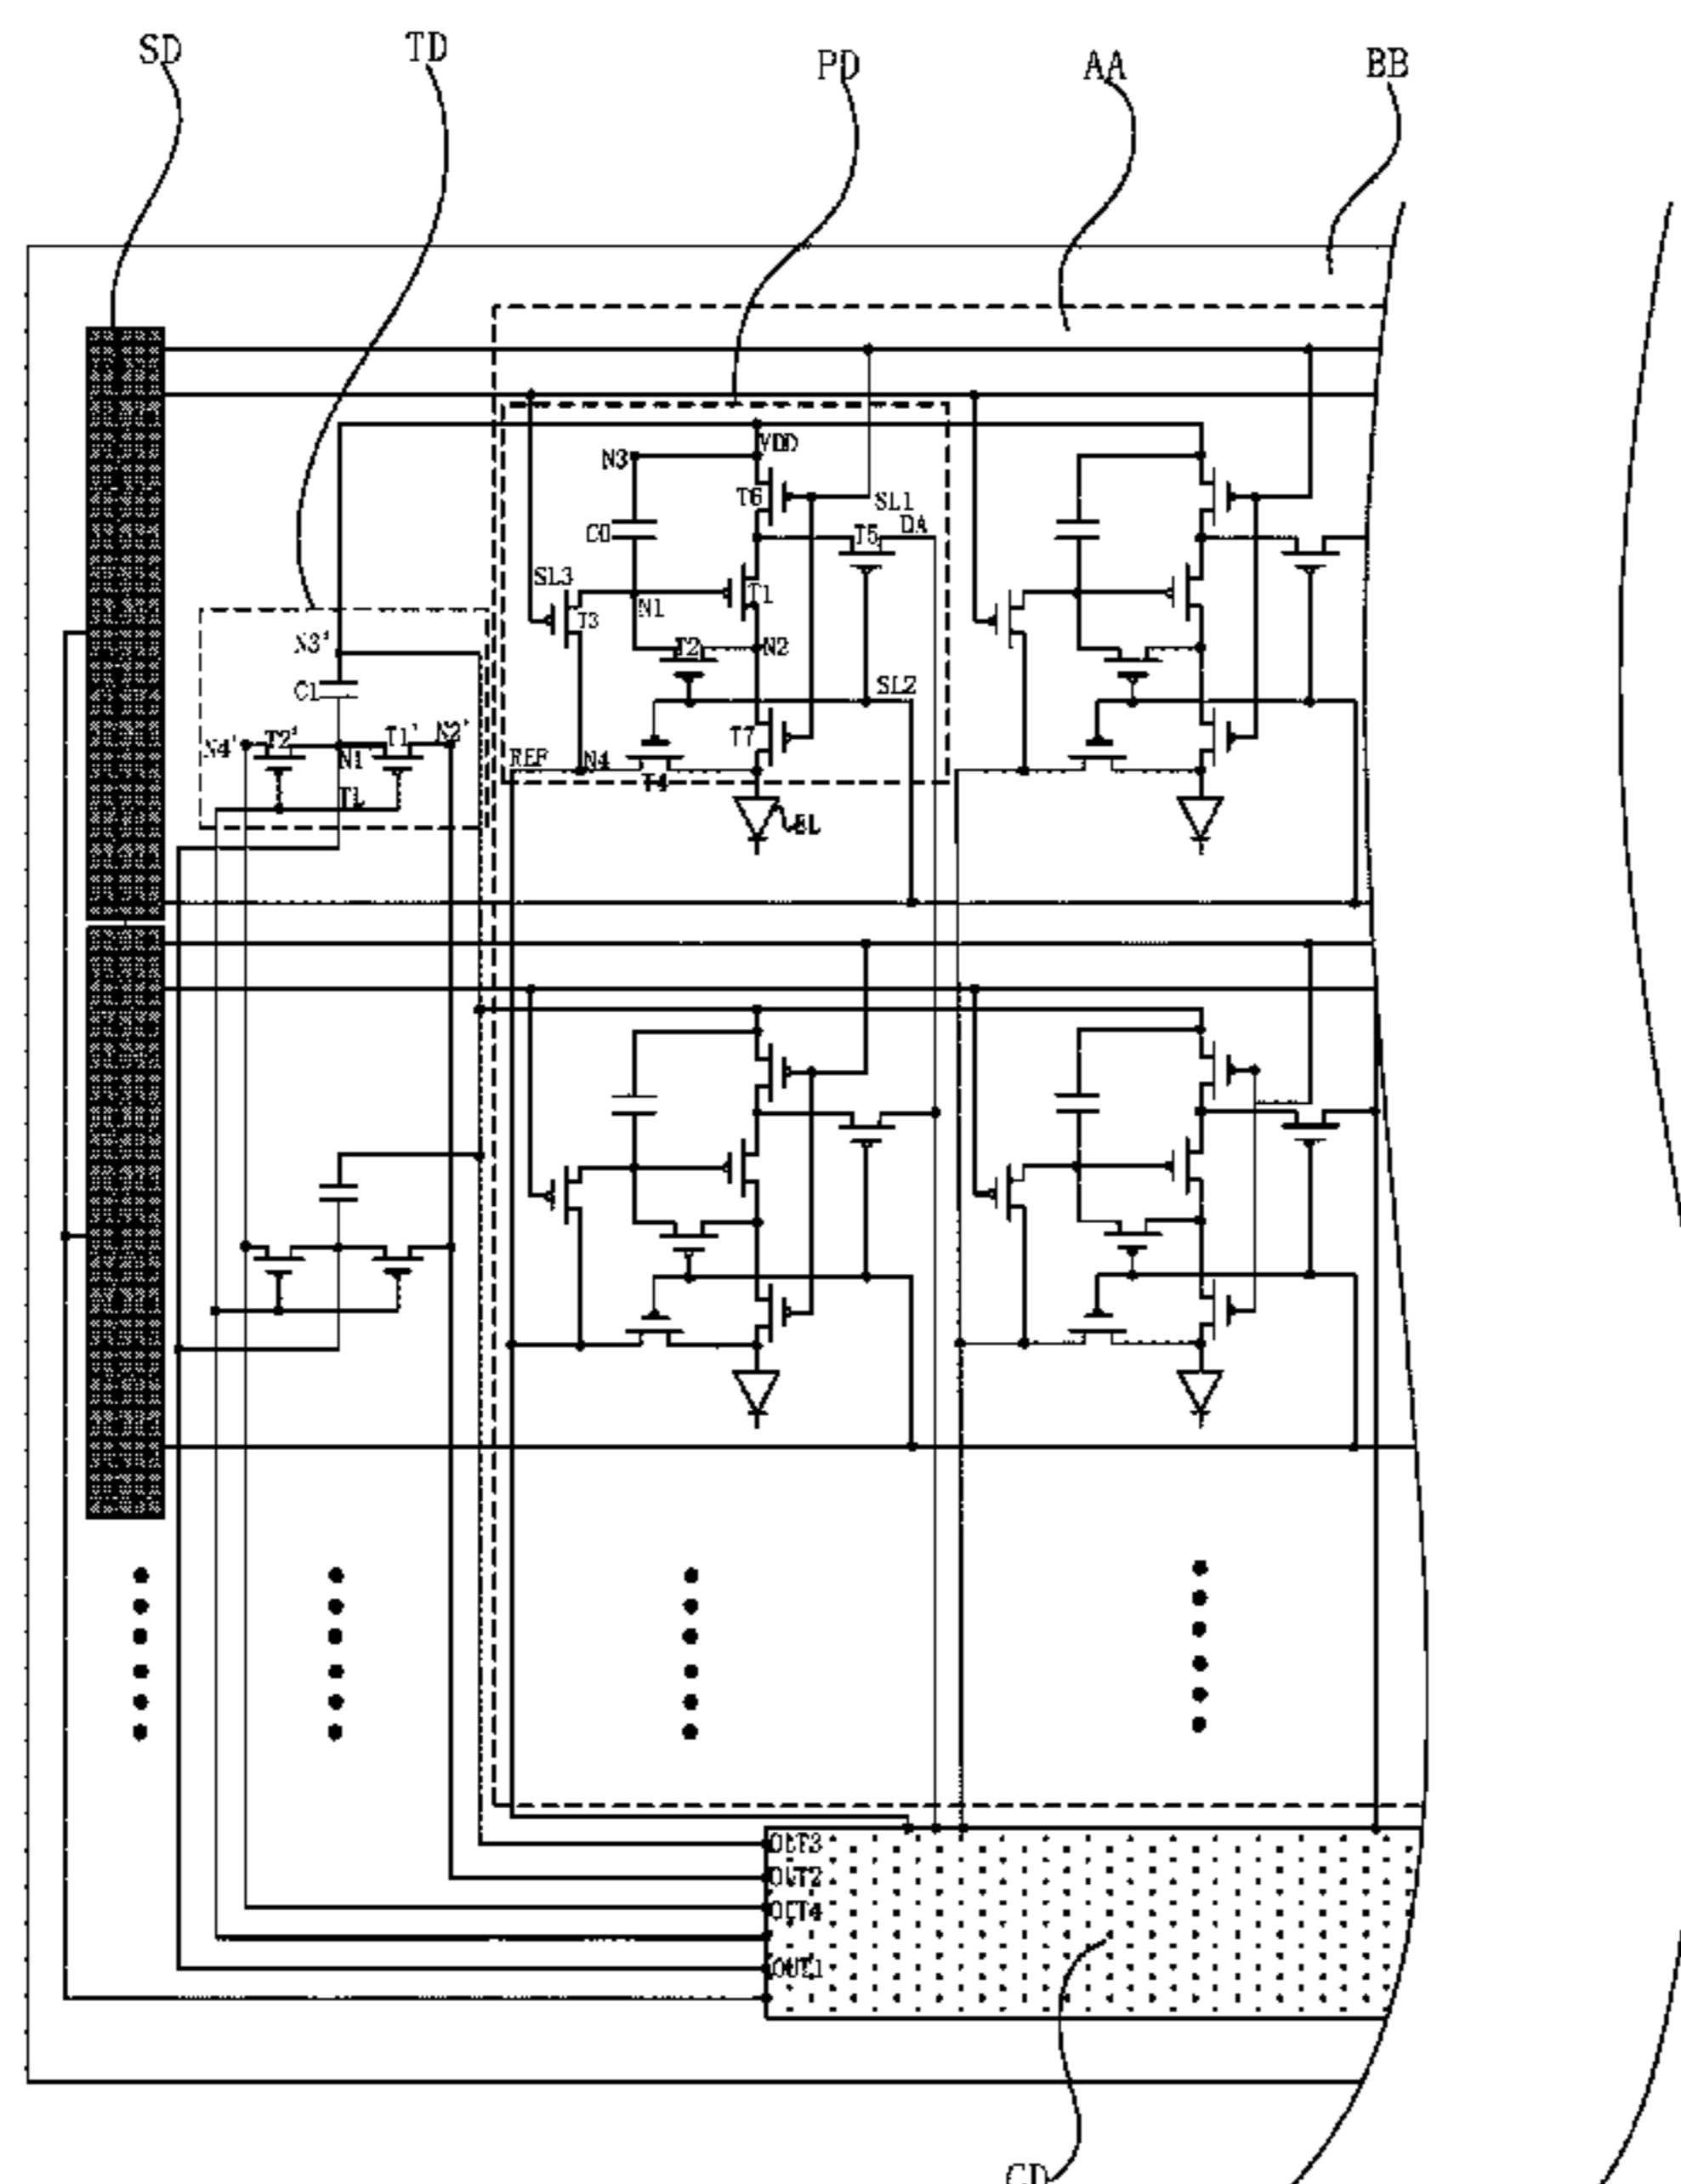 SD
TD
PD
AA
BB
VDD
N3
T6
SL1
DA
C0
T5
SL3
T1
N1
T3
N3'
T2
N2
C1
SL2
N4'
T2'
T1'
N2'
N1
T7
REF
N4
T4
TL
EL
OUT3
OUT2
OUT4
OUT1
CD